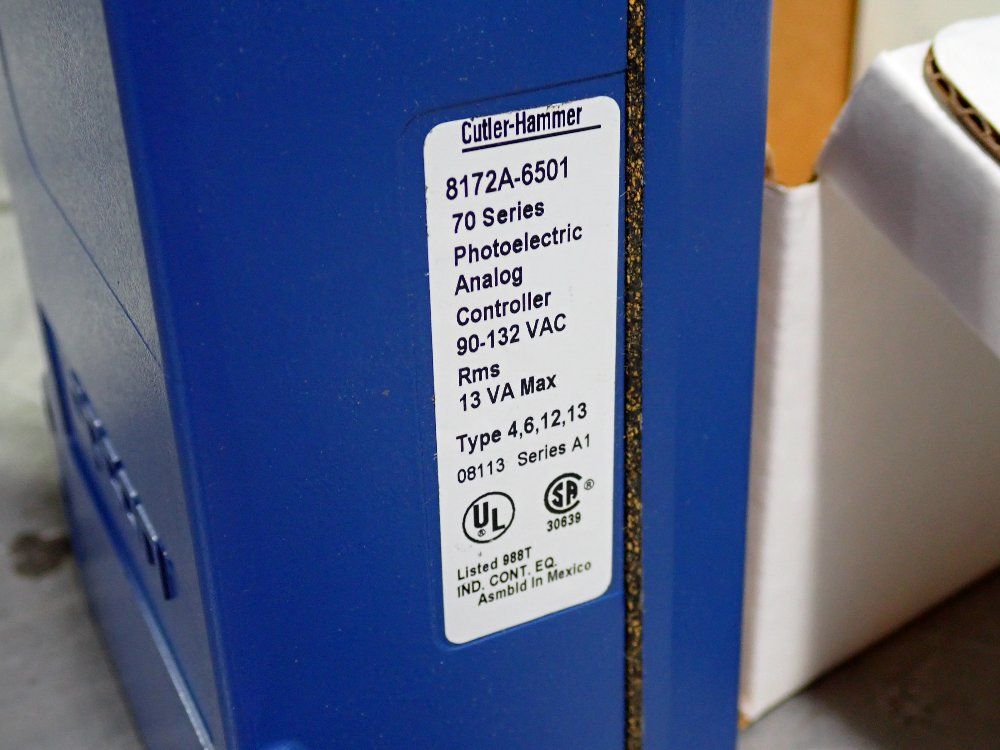 Cutler-Hammer
8172A-6501
70 Series
Photoelectric
Analog
Controller
90-132 VAC
Rms
13 VA Max
Type 4,6,12,13
08113 Series A1
UL ® SA ®
30639
Listed 988T
IND. CONT. EQ.
Asmbld In Mexico